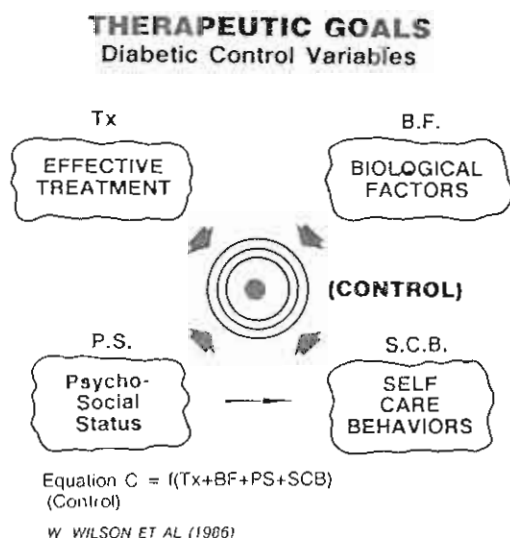 THERAPEUTIC GOALS
Diabetic Control Variables
Tx
EFFECTIVE
TREATMENT
B.F.
BIOLOGICAL
FACTORS
(CONTROL)
P.S.
Psycho-
Social
Status
S.C.B.
SELF
CARE
BEHAVIORS
Equation C = f(Tx+BF+PS+SCB)
(Control)
W. WILSON ET AL (1986)